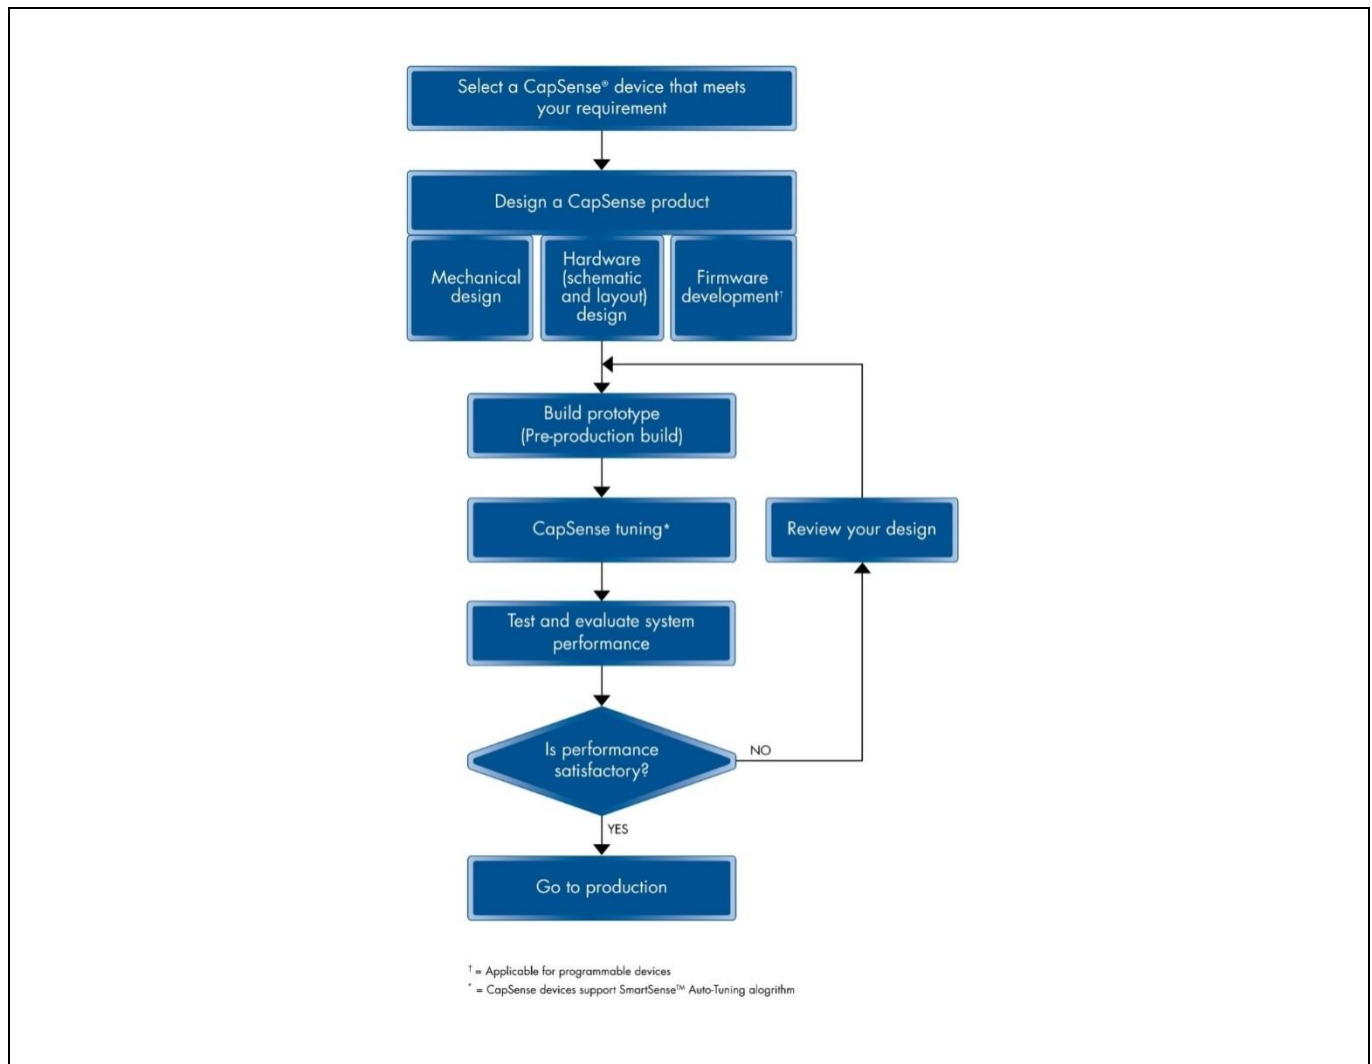 Select a CapSense® device that meets
your requirement
Design a CapSense product
Mechanical
design
Hardware
(schematic
and layout)
design
Firmware
development†
Build prototype
(Pre-production build)
CapSense tuning*
Review your design
Test and evaluate system
performance
Is performance
satisfactory?
NO
YES
Go to production
† = Applicable for programmable devices
* = CapSense devices support SmartSense™ Auto-Tuning alogrithm